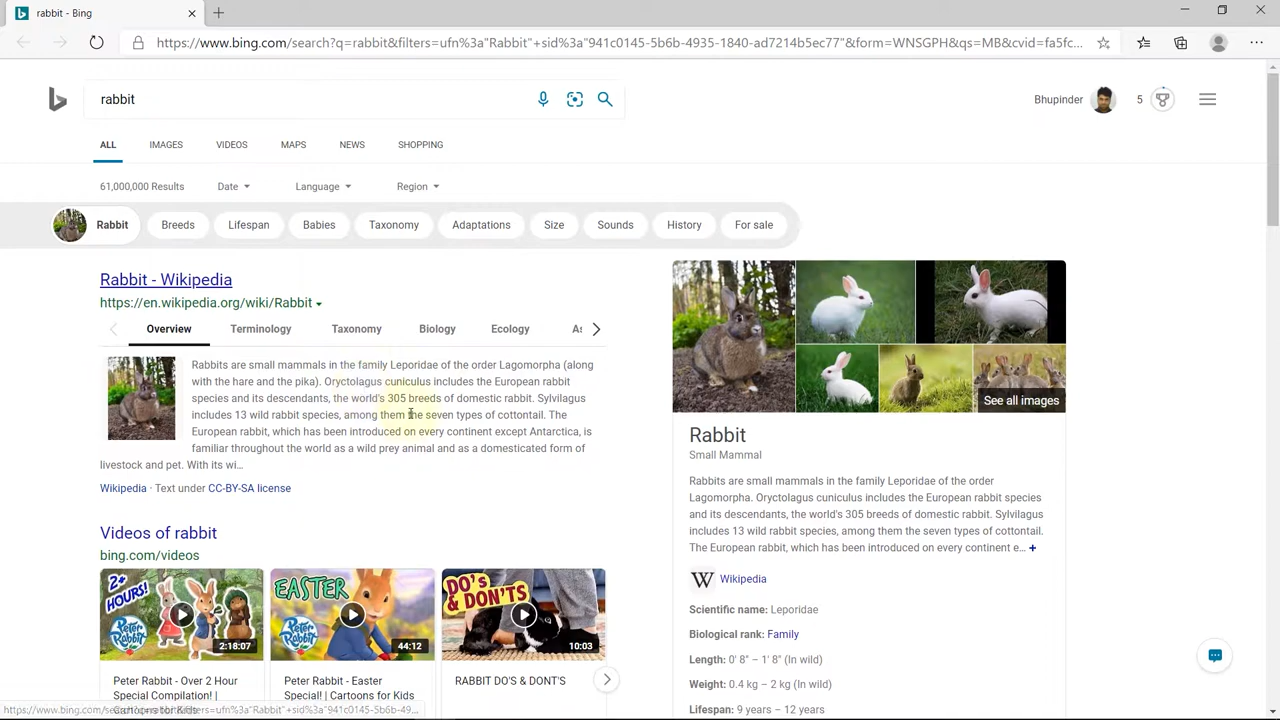 rabbit - Bing
https://www.bing.com/search?q=rabbit&filters=ufn%3a"Rabbit"+sid%3a"941c0145-5b6b-4935-1840-ad7214b5ec77"&form=WNSGPH&qs=MB&cvid=fa5fc...
rabbit
Bhupinder
5
ALL
IMAGES
VIDEOS
MAPS
NEWS
SHOPPING
61,000,000 Results
Date
Language
Region
Rabbit
Breeds
Lifespan
Babies
Taxonomy
Adaptations
Size
Sounds
History
For sale
Rabbit - Wikipedia
https://en.wikipedia.org/wiki/Rabbit
Overview
Terminology
Taxonomy
Biology
Ecology
As
Rabbits are small mammals in the family Leporidae of the order Lagomorpha (along
with the hare and the pika). Oryctolagus cuniculus includes the European rabbit
species and its descendants, the world's 305 breeds of domestic rabbit. Sylvilagus
includes 13 wild rabbit species, among them the seven types of cottontail. The
European rabbit, which has been introduced on every continent except Antarctica, is
familiar throughout the world as a wild prey animal and as a domesticated form of
livestock and pet. With its wi…
Wikipedia · Text under CC-BY-SA license
Videos of rabbit
bing.com/videos
2+
HOURS!
Peter
Rabbit
2:18:07
EASTER
Peter
Rabbit
44:12
DO'S
& DON'TS
10:03
Peter Rabbit - Over 2 Hour
Special Compilation! |
Cartoons for Kids
Peter Rabbit - Easter
Special! | Cartoons for Kids
RABBIT DO'S & DONT'S
See all images
Rabbit
Small Mammal
Rabbits are small mammals in the family Leporidae of the order
Lagomorpha. Oryctolagus cuniculus includes the European rabbit species
and its descendants, the world's 305 breeds of domestic rabbit. Sylvilagus
includes 13 wild rabbit species, among them the seven types of cottontail.
The European rabbit, which has been introduced on every continent e… +
W Wikipedia
Scientific name: Leporidae
Biological rank: Family
Length: 0' 8" – 1' 8" (In wild)
Weight: 0.4 kg – 2 kg (In wild)
Lifespan: 9 years – 12 years